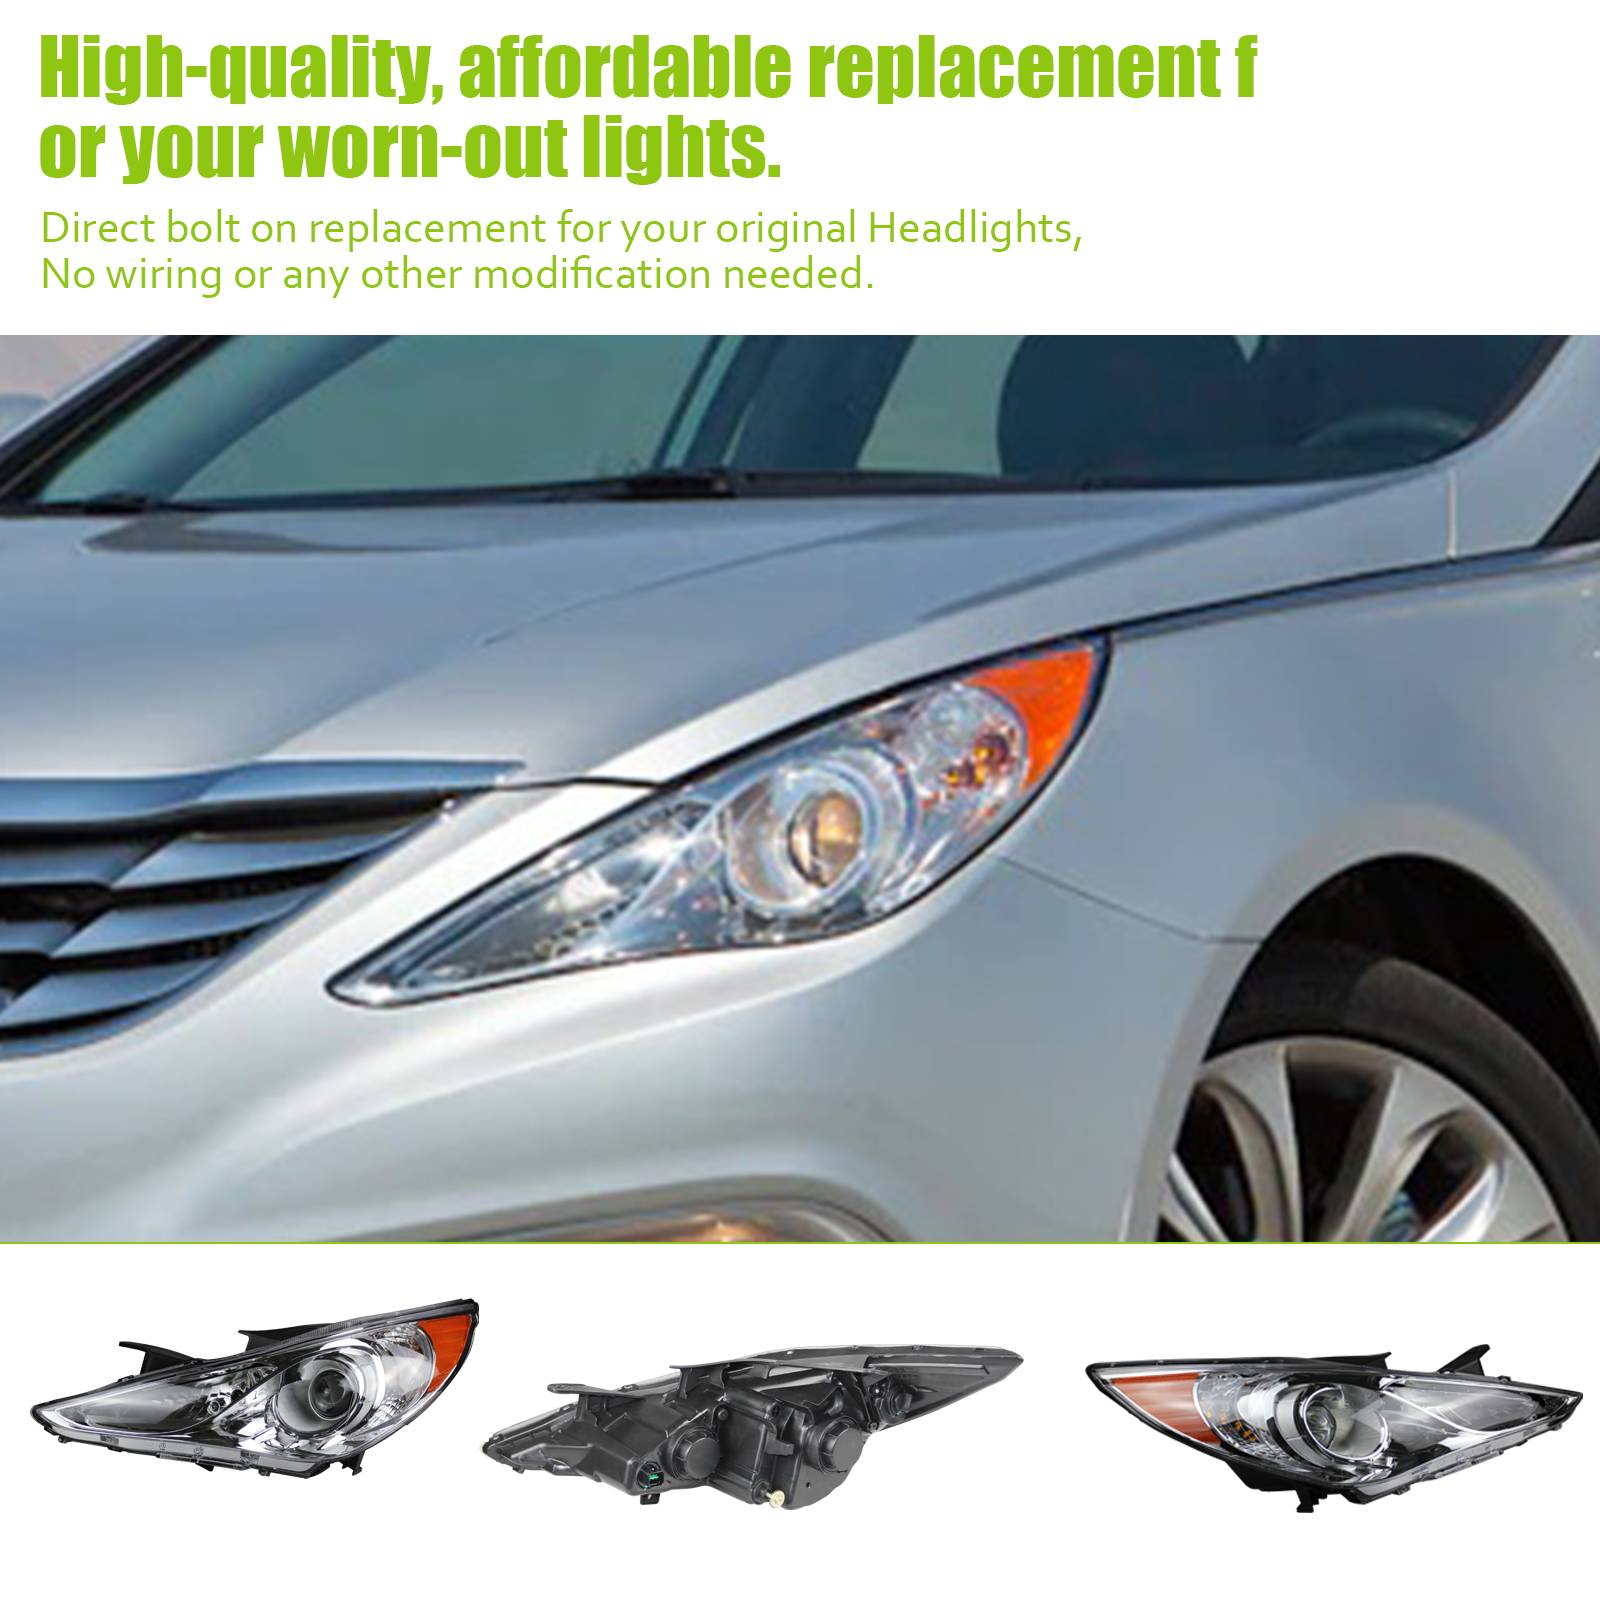 High-quality, affordable replacement f
or your worn-out lights.
Direct bolt on replacement for your original Headlights,
No wiring or any other modification needed.